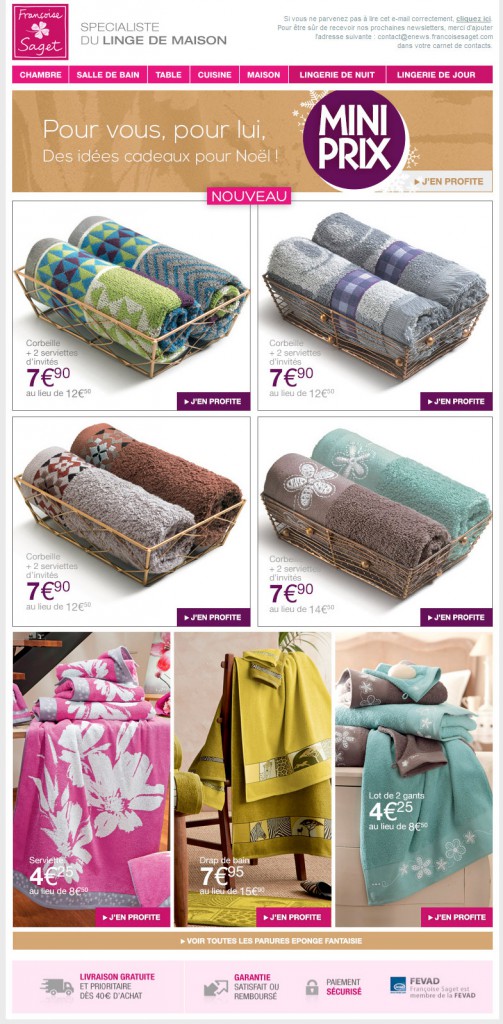 Françoise
Saget
SPECIALISTE
DU LINGE DE MAISON
Si vous ne parvenez pas à lire cet e-mail correctement, cliquez ici.
Pour être sûr de recevoir nos prochaines newsletters, merci d'ajouter
l'adresse suivante : contact@enews.francoisesaget.com
dans votre carnet de contacts.
CHAMBRE SALLE DE BAIN TABLE CUISINE MAISON LINGERIE DE NUIT LINGERIE DE JOUR
Pour vous, pour lui,
Des idées cadeaux pour Noël !
MINI
PRIX
J'EN PROFITE
NOUVEAU
Corbeille
+ 2 serviettes
d'invités
7€90
au lieu de 12€50
J'EN PROFITE
Corbeille
+ 2 serviettes
d'invités
7€90
au lieu de 12€50
J'EN PROFITE
Corbeille
+ 2 serviettes
d'invités
7€90
au lieu de 12€50
J'EN PROFITE
Corbeille
+ 2 serviettes
d'invités
7€90
au lieu de 14€50
J'EN PROFITE
Serviette
4€25
au lieu de 8€50
J'EN PROFITE
Drap de bain
7€95
au lieu de 15€90
J'EN PROFITE
Lot de 2 gants
4€25
au lieu de 8€50
J'EN PROFITE
VOIR TOUTES LES PARURES EPONGE FANTAISIE
LIVRAISON GRATUITE
ET PRIORITAIRE
DÈS 40€ D'ACHAT
GARANTIE
SATISFAIT OU
REMBOURSÉ
PAIEMENT
SÉCURISÉ
FEVAD
Françoise Saget est
membre de la FEVAD